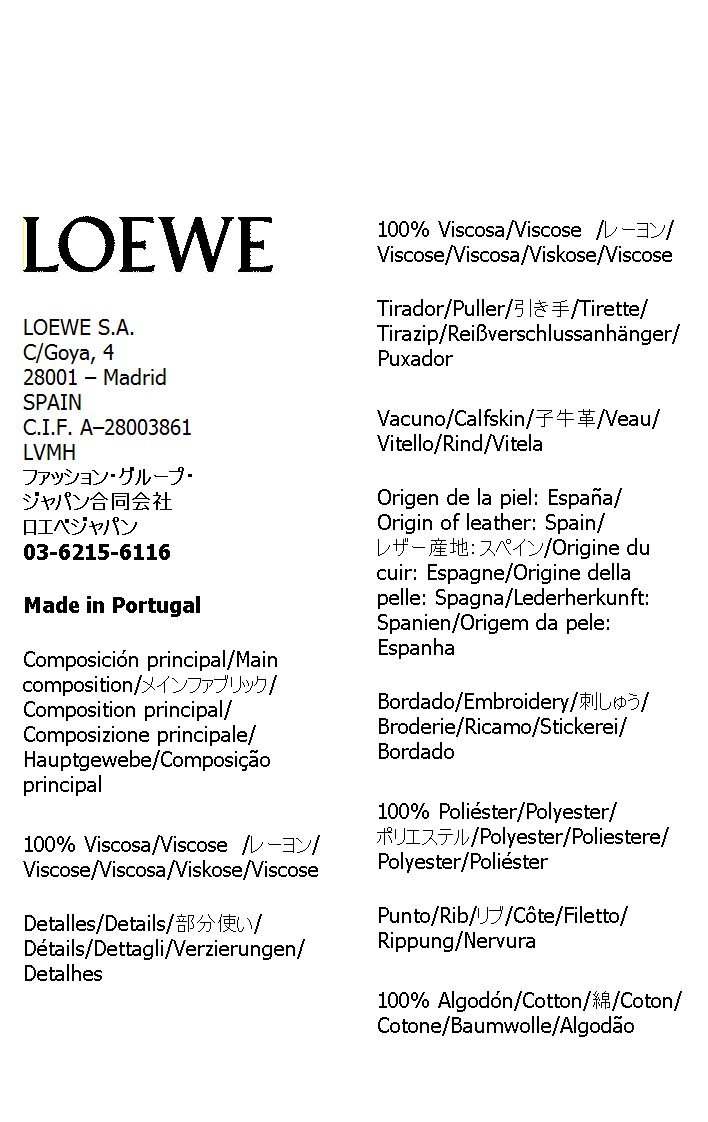 LOEWE
LOEWE S.A.
C/Goya, 4
28001 – Madrid
SPAIN
C.I.F. A–28003861
LVMH
ファッション・グループ・
ジャパン合同会社
ロエベジャパン
03-6215-6116
Made in Portugal
Composición principal/Main
composition/メインファブリック/
Composition principal/
Composizione principale/
Hauptgewebe/Composição
principal
100% Viscosa/Viscose /レーヨン/
Viscose/Viscosa/Viskose/Viscose
Detalles/Details/部分使い/
Détails/Dettagli/Verzierungen/
Detalhes
100% Viscosa/Viscose /レーヨン/
Viscose/Viscosa/Viskose/Viscose
Tirador/Puller/引き手/Tirette/
Tirazip/Reißverschlussanhänger/
Puxador
Vacuno/Calfskin/子牛革/Veau/
Vitello/Rind/Vitela
Origen de la piel: España/
Origin of leather: Spain/
レザー産地:スペイン/Origine du
cuir: Espagne/Origine della
pelle: Spagna/Lederherkunft:
Spanien/Origem da pele:
Espanha
Bordado/Embroidery/刺しゅう/
Broderie/Ricamo/Stickerei/
Bordado
100% Poliéster/Polyester/
ポリエステル/Polyester/Poliestere/
Polyester/Poliéster
Punto/Rib/リブ/Côte/Filetto/
Rippung/Nervura
100% Algodón/Cotton/綿/Coton/
Cotone/Baumwolle/Algodão